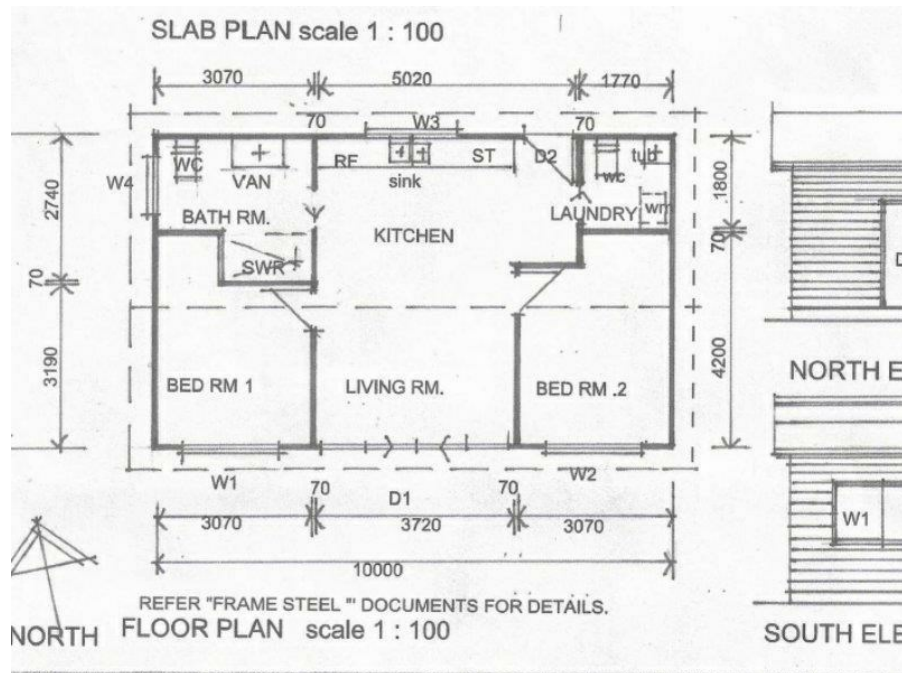 SLAB PLAN scale 1 : 100
3070 5020 1770
70 W3 70
WC VAN RF sink ST D2 wc tub
W4 2740 1800
BATH RM. KITCHEN LAUNDRY wm
SWR
70 70
3190 4200
BED RM 1 LIVING RM. BED RM .2
NORTH E
W1 70 D1 70 W2
W1
3070 3720 3070
10000
REFER "FRAME STEEL "' DOCUMENTS FOR DETAILS.
NORTH FLOOR PLAN scale 1 : 100 SOUTH ELE